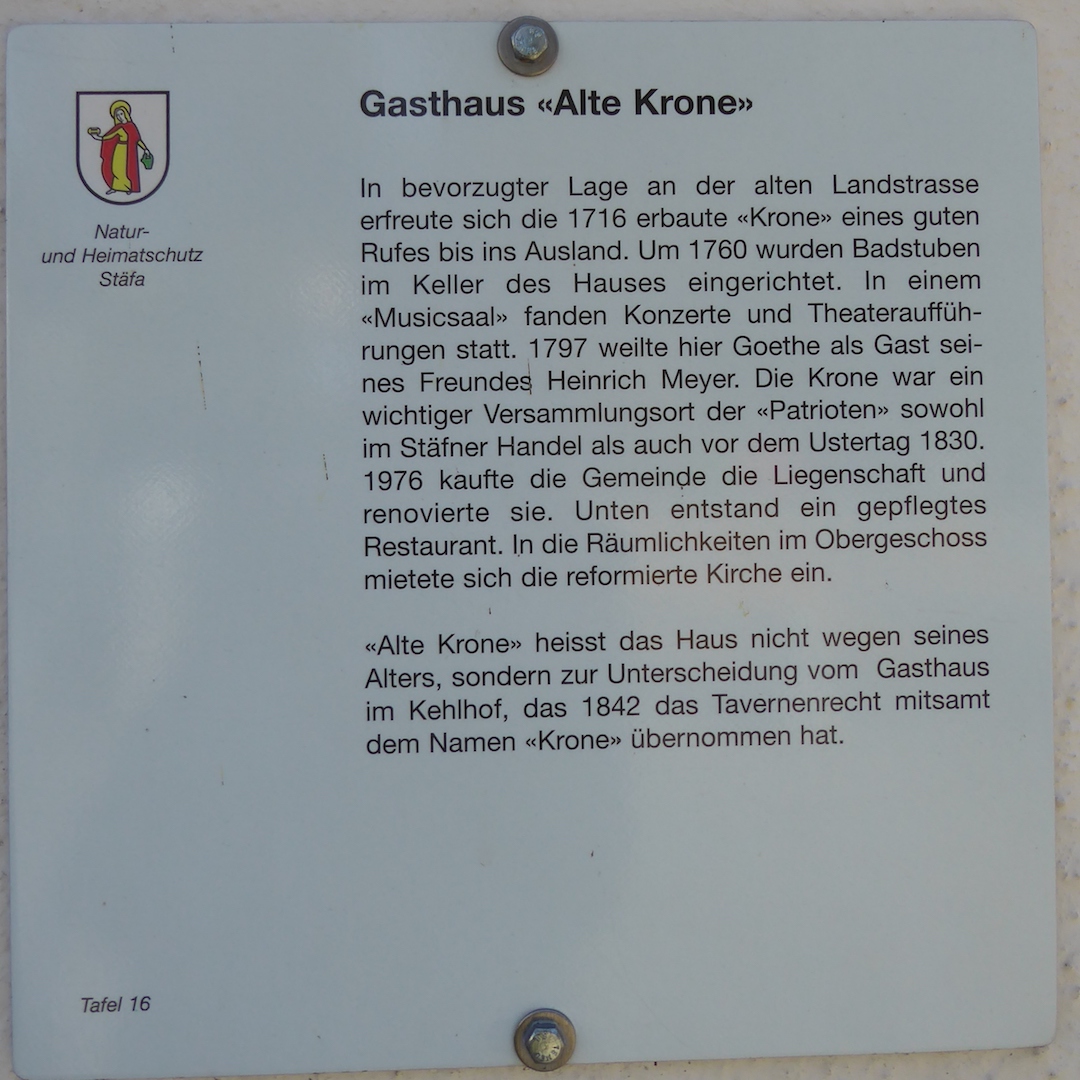 Gasthaus «Alte Krone»
Natur-
und Heimatschutz
Stäfa
In bevorzugter Lage an der alten Landstrasse
erfreute sich die 1716 erbaute «Krone» eines guten
Rufes bis ins Ausland. Um 1760 wurden Badstuben
im Keller des Hauses eingerichtet. In einem
«Musicsaal» fanden Konzerte und Theaterauffüh-
rungen statt. 1797 weilte hier Goethe als Gast sei-
nes Freundes Heinrich Meyer. Die Krone war ein
wichtiger Versammlungsort der «Patrioten» sowohl
im Stäfner Handel als auch vor dem Ustertag 1830.
1976 kaufte die Gemeinde die Liegenschaft und
renovierte sie. Unten entstand ein gepflegtes
Restaurant. In die Räumlichkeiten im Obergeschoss
mietete sich die reformierte Kirche ein.
«Alte Krone» heisst das Haus nicht wegen seines
Alters, sondern zur Unterscheidung vom Gasthaus
im Kehlhof, das 1842 das Tavernenrecht mitsamt
dem Namen «Krone» übernommen hat.
Tafel 16